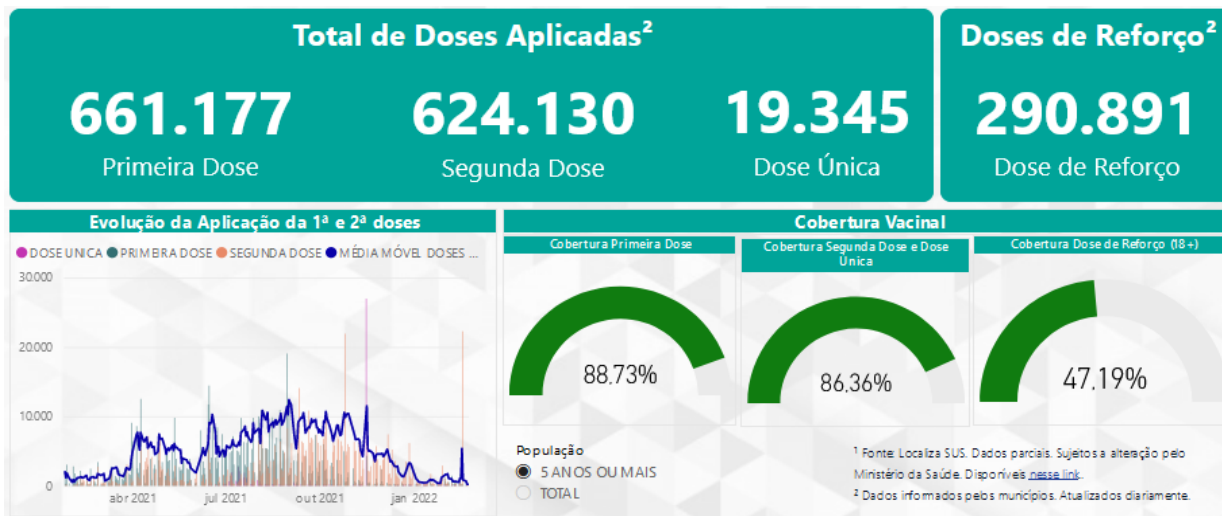 Total de Doses Aplicadas²
661.177
Primeira Dose
624.130
Segunda Dose
19.345
Dose Única
Doses de Reforço²
290.891
Dose de Reforço
Evolução da Aplicação da 1ª e 2ª doses
DOSE UNICA PRIMEIRA DOSE SEGUNDA DOSE MÉDIA MÓVEL DOSES ...
30.000
20.000
10.000
0
abr 2021 jul 2021 out 2021 jan 2022
Cobertura Vacinal
Cobertura Primeira Dose
88,73%
Cobertura Segunda Dose e Dose
Única
86,36%
Cobertura Dose de Reforço (18+)
47,19%
População
5 ANOS OU MAIS
TOTAL
¹ Fonte: Localiza SUS. Dados parciais. Sujeitos a alteração pelo
Ministério da Saúde. Disponíveis nesse link.
² Dados informados pelos municípios. Atualizados diariamente.